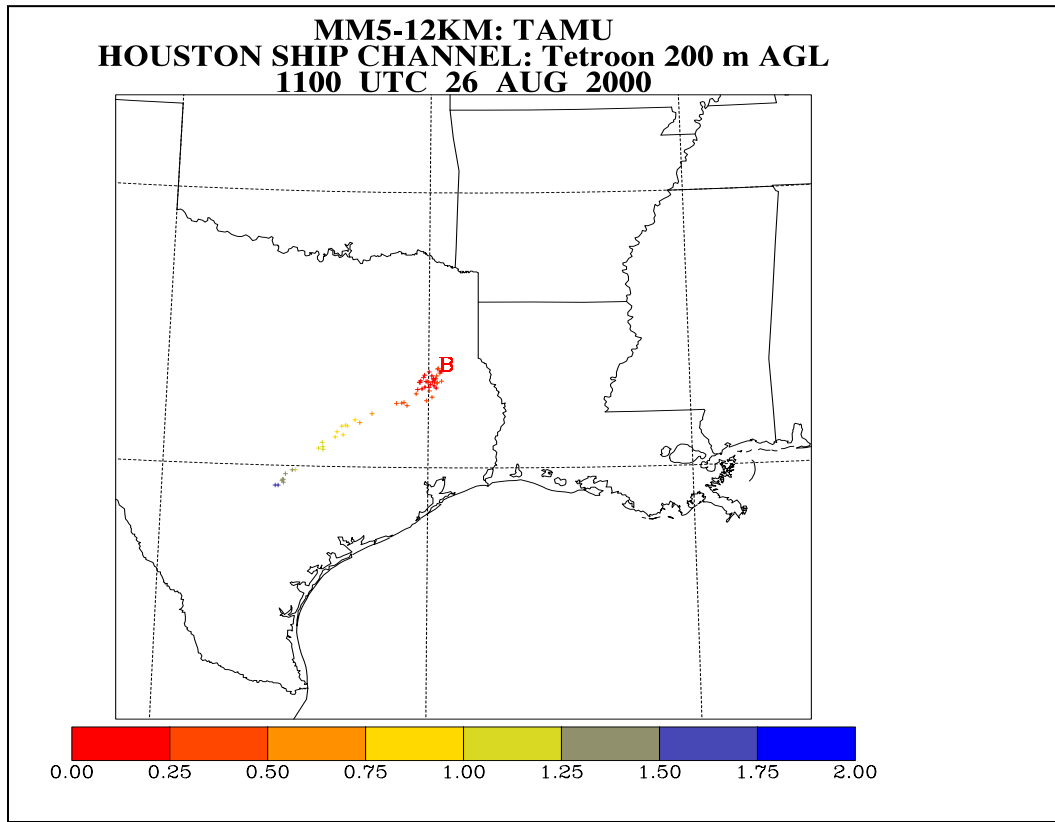 MM5-12KM: TAMU
HOUSTON SHIP CHANNEL: Tetroon 200 m AGL
1100 UTC 26 AUG 2000
B
0.00 0.25 0.50 0.75 1.00 1.25 1.50 1.75 2.00